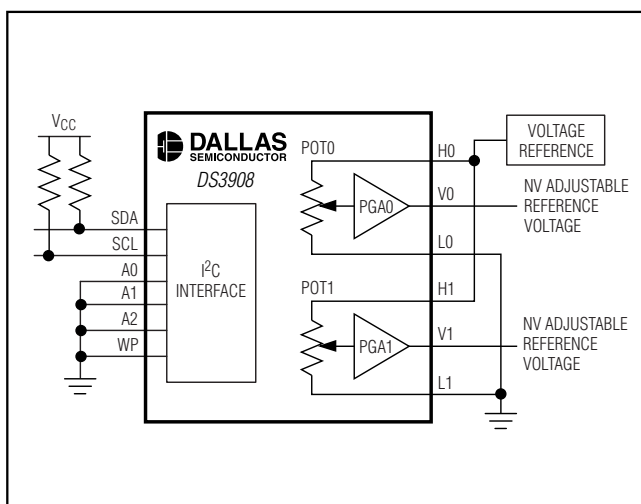 VCC
DALLAS
SEMICONDUCTOR
DS3908
SDA
SCL
A0
A1
A2
WP
I2C
INTERFACE
POT0
PGA0
POT1
PGA1
H0
V0
L0
H1
V1
L1
VOLTAGE
REFERENCE
NV ADJUSTABLE
REFERENCE
VOLTAGE
NV ADJUSTABLE
REFERENCE
VOLTAGE